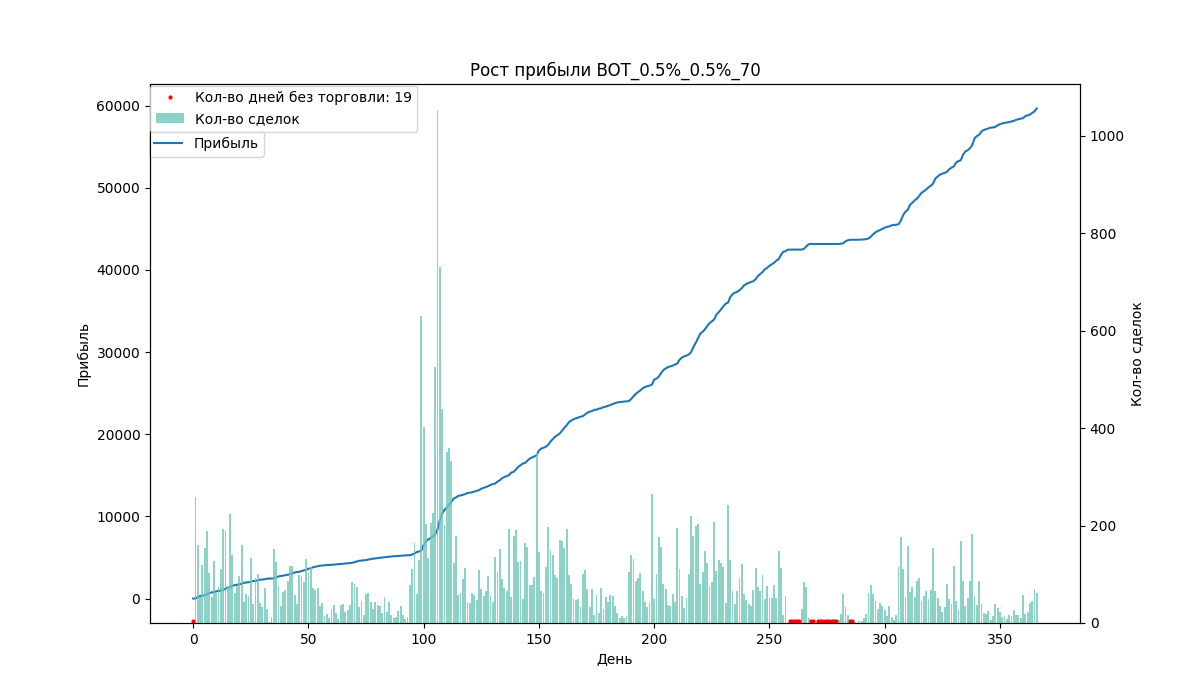 Рост прибыли BOT_0.5%_0.5%_70
Кол-во дней без торговли: 19
Кол-во сделок
Прибыль
60000
50000
40000
30000
20000
10000
0
Прибыль
1000
800
600
400
200
0
Кол-во сделок
0 50 100 150 200 250 300 350
День